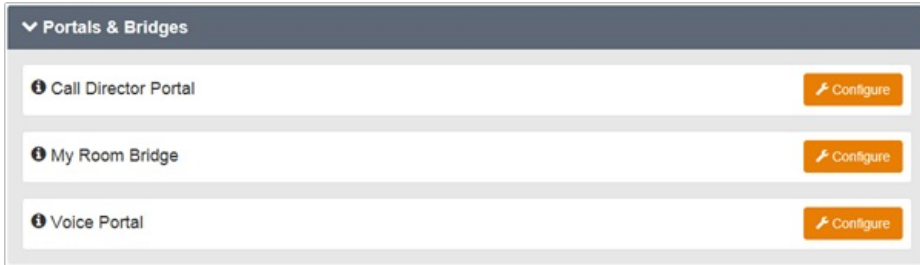 Portals & Bridges
Call Director Portal Configure
My Room Bridge Configure
Voice Portal Configure